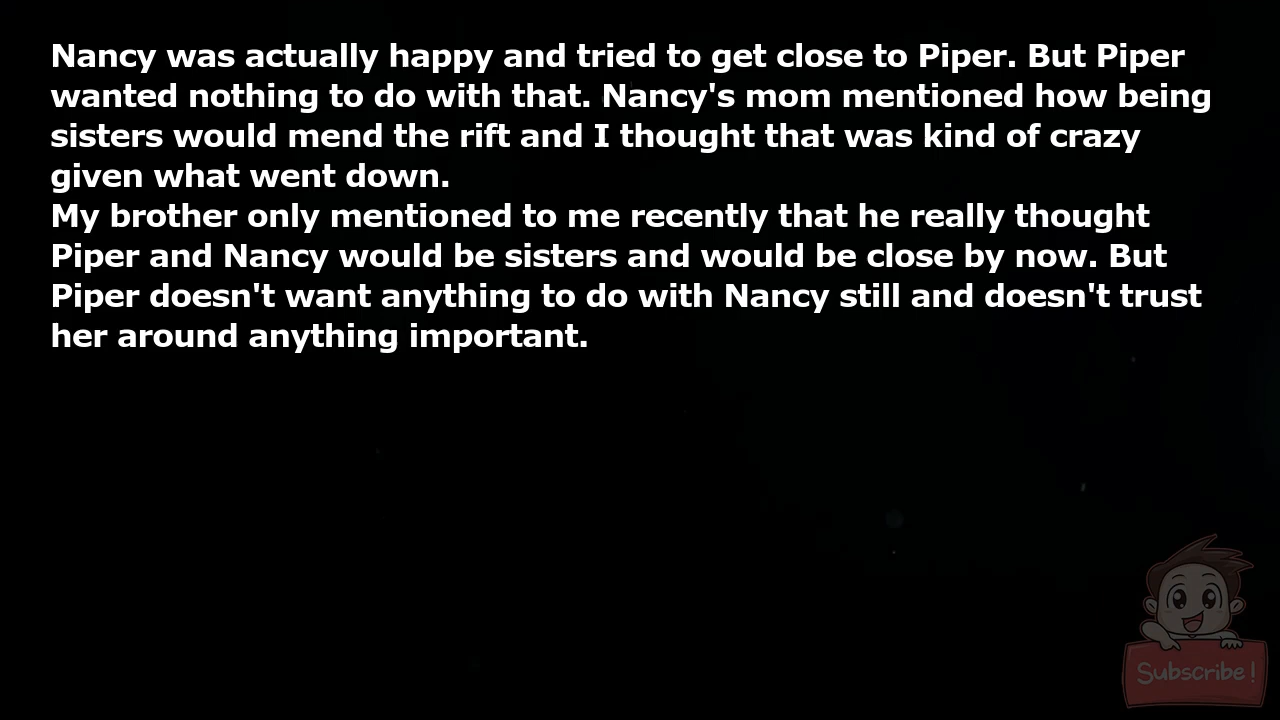 Nancy was actually happy and tried to get close to Piper. But Piper
wanted nothing to do with that. Nancy's mom mentioned how being
sisters would mend the rift and I thought that was kind of crazy
given what went down.
My brother only mentioned to me recently that he really thought
Piper and Nancy would be sisters and would be close by now. But
Piper doesn't want anything to do with Nancy still and doesn't trust
her around anything important.
Subscribe!